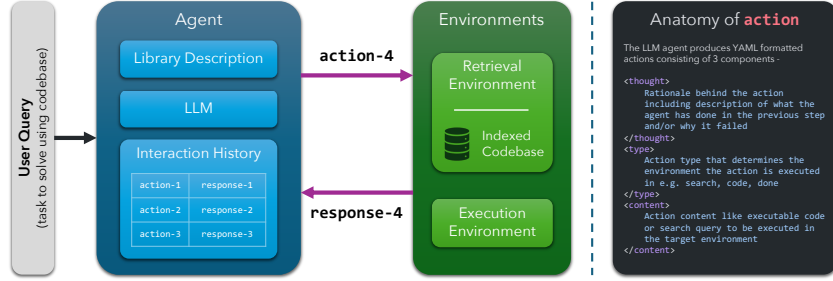 User Query
(task to solve using codebase)
Agent
Library Description
LLM
Interaction History
action-1 response-1
action-2 response-2
action-3 response-3
action-4
response-4
Environments
Retrieval
Environment
Indexed
Codebase
Execution
Environment
Anatomy of action
The LLM agent produces YAML formatted
actions consisting of 3 components -
<thought>
Rationale behind the action
including description of what the
agent has done in the previous step
and/or why it failed
</thought>
<type>
Action type that determines the
environment the action is executed
in e.g. search, code, done
</type>
<content>
Action content like executable code
or search query to be executed in
the target environment
</content>